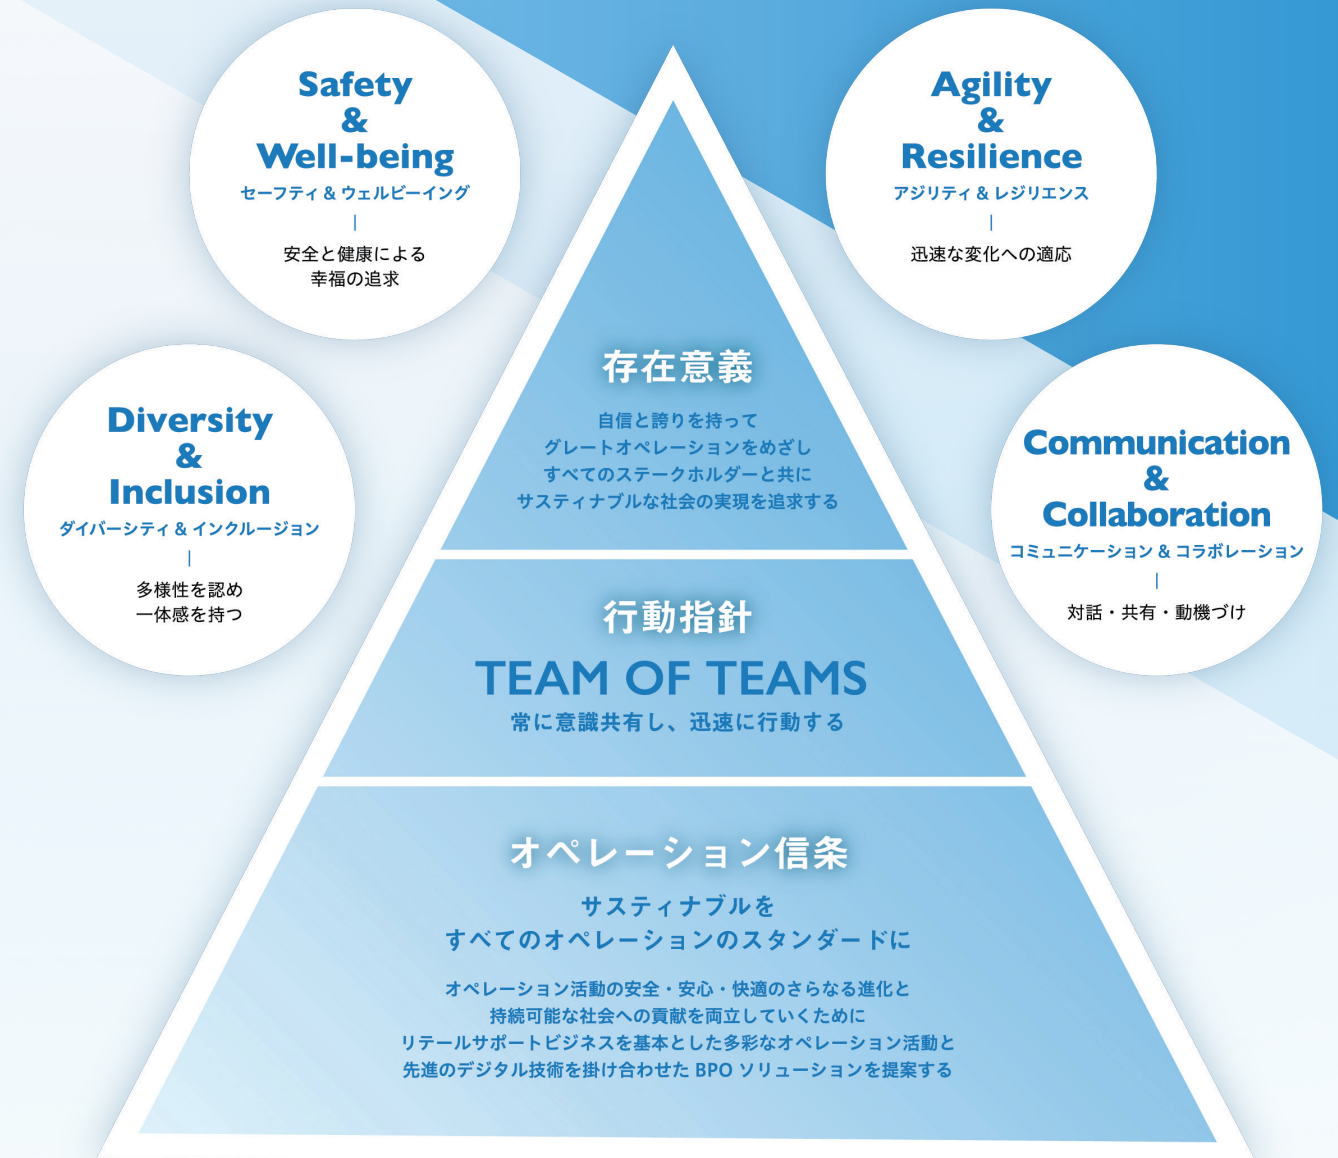 Safety
&
Well-being
セーフティ & ウェルビーイング
安全と健康による
幸福の追求
Agility
&
Resilience
アジリティ & レジリエンス
迅速な変化への適応
Diversity
&
Inclusion
ダイバーシティ & インクルージョン
多様性を認め
一体感を持つ
Communication
&
Collaboration
コミュニケーション & コラボレーション
対話・共有・動機づけ
存在意義
自信と誇りを持って
グレートオペレーションをめざし
すべてのステークホルダーと共に
サスティナブルな社会の実現を追求する
行動指針
TEAM OF TEAMS
常に意識共有し、迅速に行動する
オペレーション信条
サスティナブルを
すべてのオペレーションのスタンダードに
オペレーション活動の安全・安心・快適のさらなる進化と
持続可能な社会への貢献を両立していくために
リテールサポートビジネスを基本とした多彩なオペレーション活動と
先進のデジタル技術を掛け合わせた BPO ソリューションを提案する